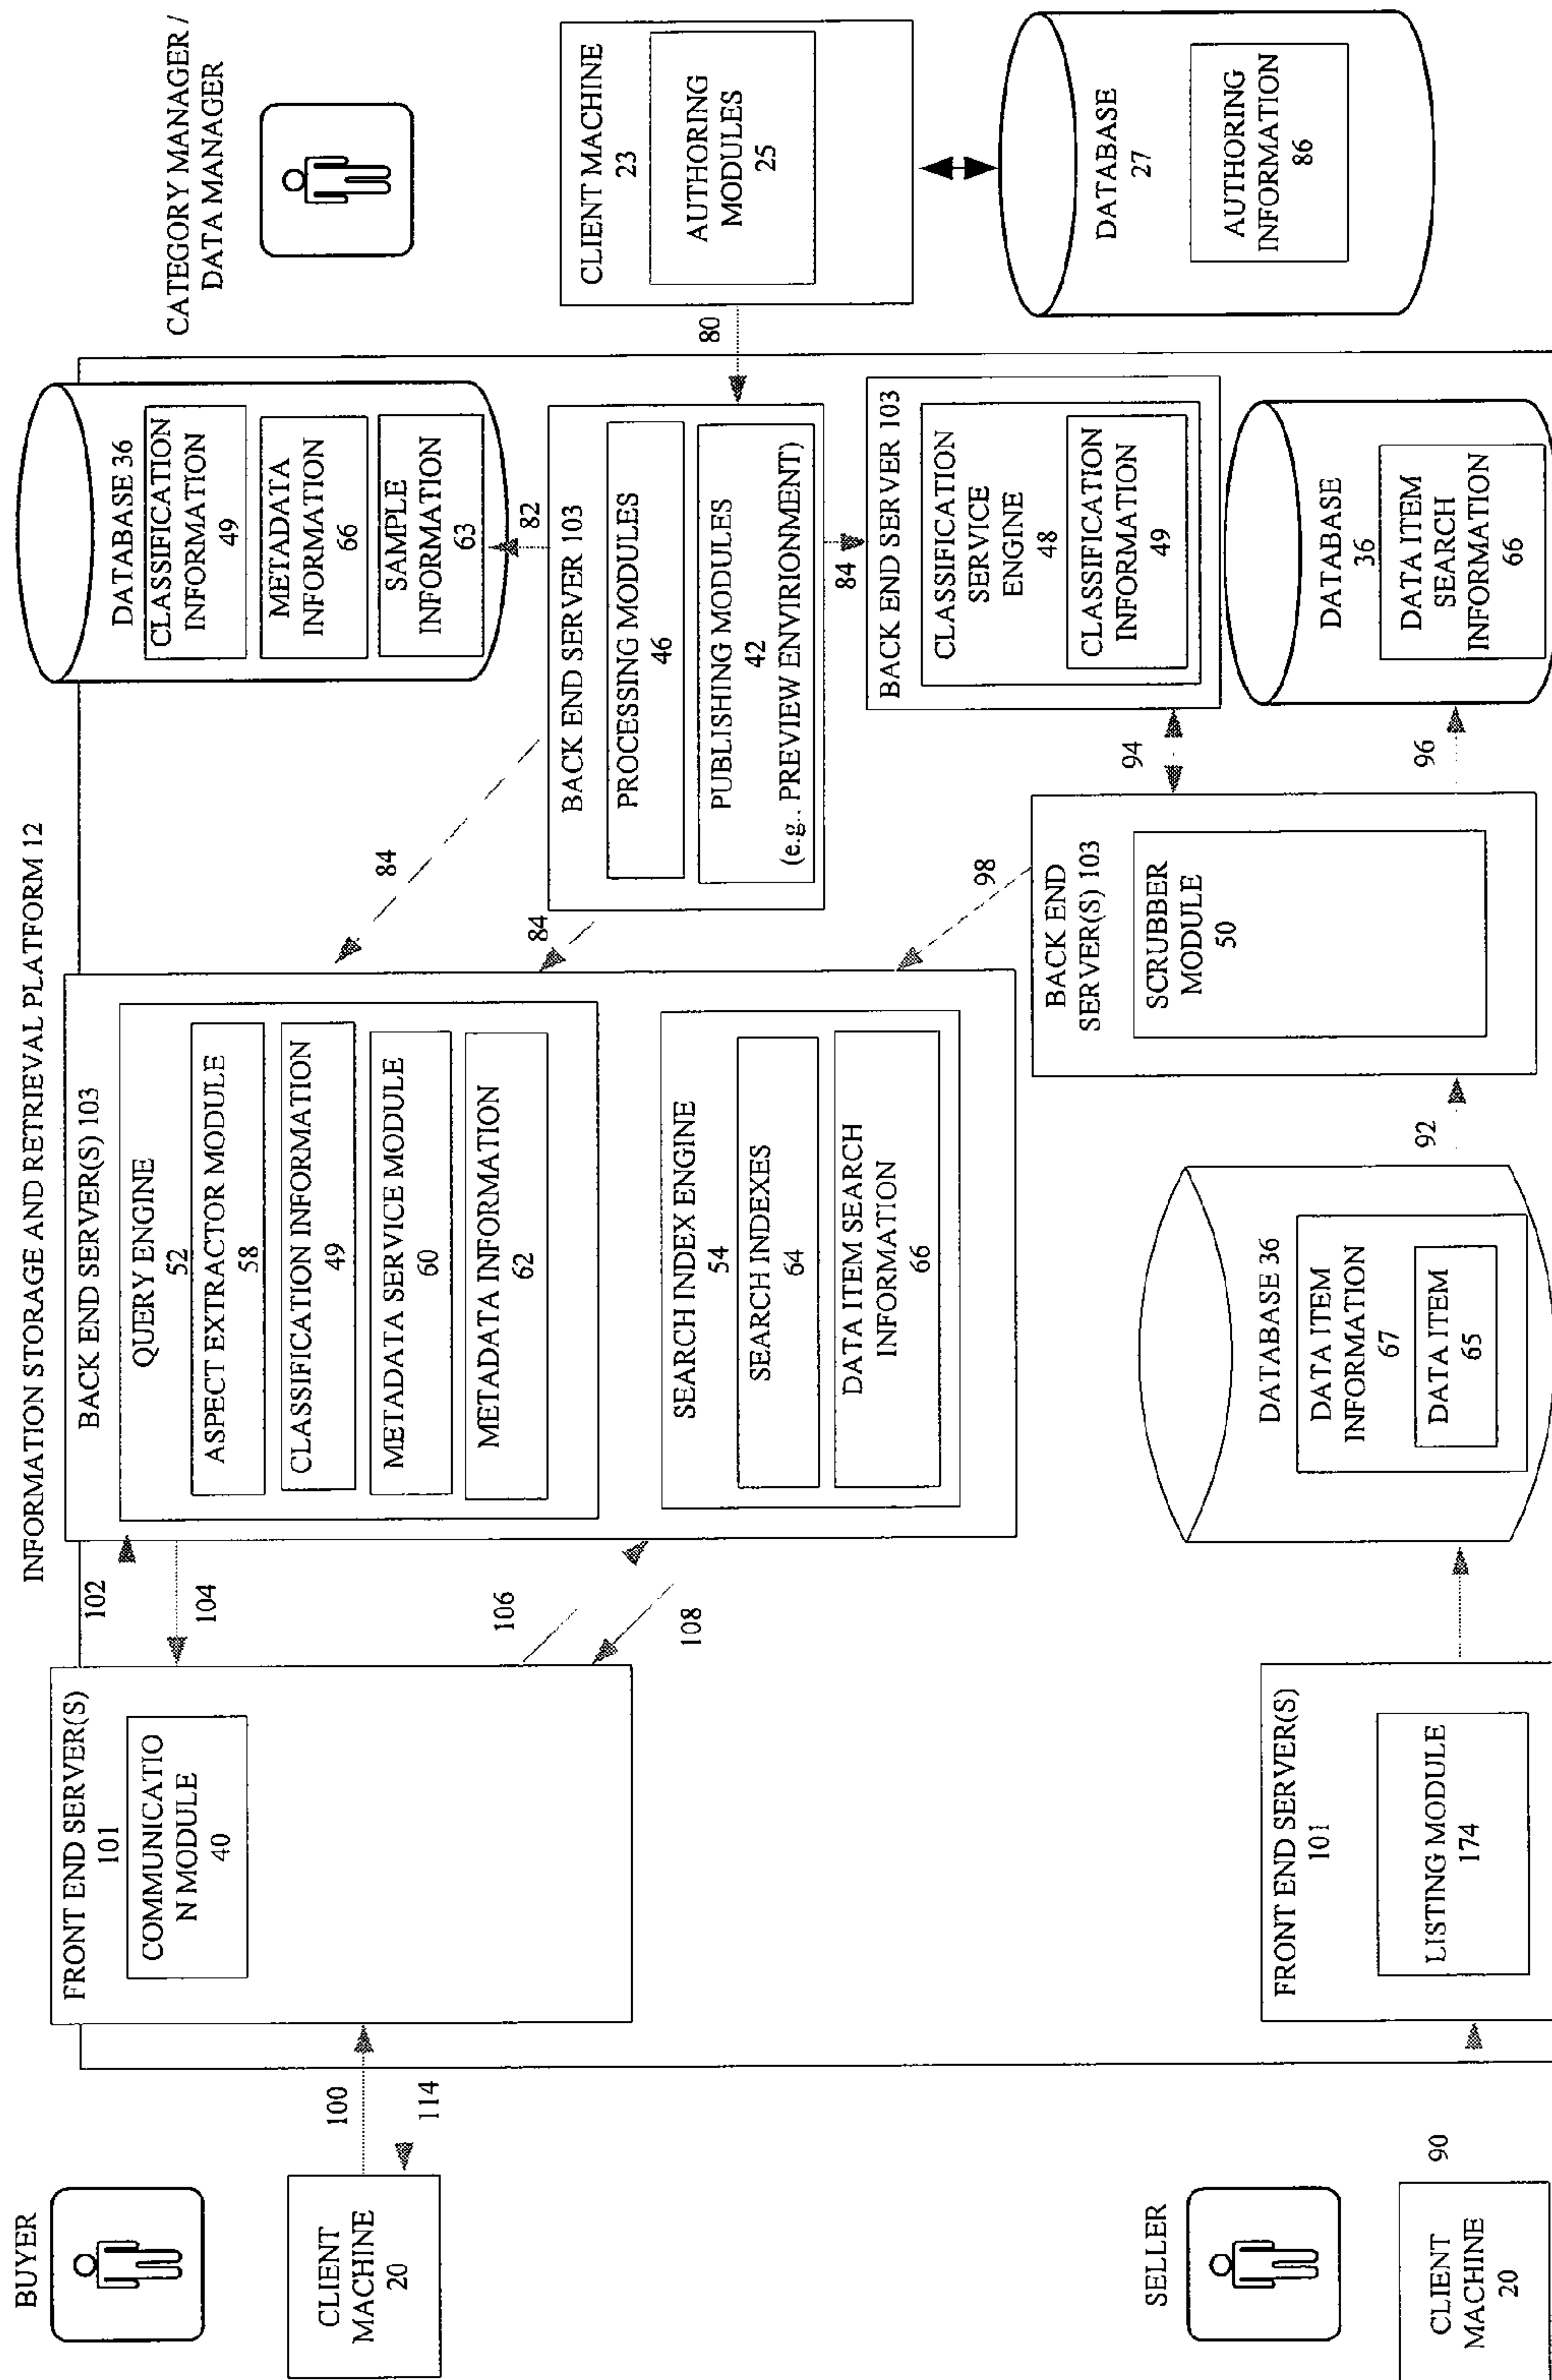 INFORMATION STORAGE AND RETRIEVAL PLATFORM 12
BUYER
CLIENT
MACHINE
20
100
114
FRONT END SERVER(S)
101
COMMUNICATIO
N MODULE
40
102
104
106
108
BACK END SERVER(S) 103
QUERY ENGINE
52
ASPECT EXTRACTOR MODULE
58
CLASSIFICATION INFORMATION
49
METADATA SERVICE MODULE
60
METADATA INFORMATION
62
SEARCH INDEX ENGINE
54
SEARCH INDEXES
64
DATA ITEM SEARCH
INFORMATION
66
84
84
98
DATABASE 36
CLASSIFICATION
INFORMATION
49
METADATA
INFORMATION
66
SAMPLE
INFORMATION
63
82
BACK END SERVER 103
PROCESSING MODULES
46
PUBLISHING MODULES
42
(e.g., PREVIEW ENVIRIONMENT)
84
80
CATEGORY MANAGER /
DATA MANAGER
CLIENT MACHINE
23
AUTHORING
MODULES
25
DATABASE
27
AUTHORING
INFORMATION
86
BACK END SERVER 103
CLASSIFICATION
SERVICE
ENGINE
48
CLASSIFICATION
INFORMATION
49
94
96
DATABASE
36
DATA ITEM
SEARCH
INFORMATION
66
BACK END
SERVER(S) 103
SCRUBBER
MODULE
50
92
DATABASE 36
DATA ITEM
INFORMATION
67
DATA ITEM
65
FRONT END SERVER(S)
101
LISTING MODULE
174
SELLER
CLIENT
MACHINE
20
90